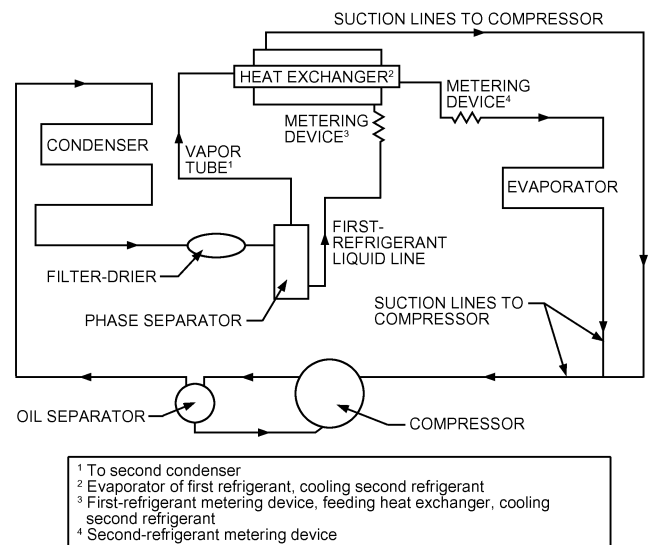 SUCTION LINES TO COMPRESSOR
HEAT EXCHANGER²
METERING
DEVICE⁴
METERING
DEVICE³
CONDENSER
VAPOR
TUBE¹
EVAPORATOR
FIRST-
REFRIGERANT
LIQUID LINE
FILTER-DRIER
PHASE SEPARATOR
SUCTION LINES TO
COMPRESSOR
OIL SEPARATOR
COMPRESSOR
¹ To second condenser
² Evaporator of first refrigerant, cooling second refrigerant
³ First-refrigerant metering device, feeding heat exchanger, cooling
second refrigerant
⁴ Second-refrigerant metering device